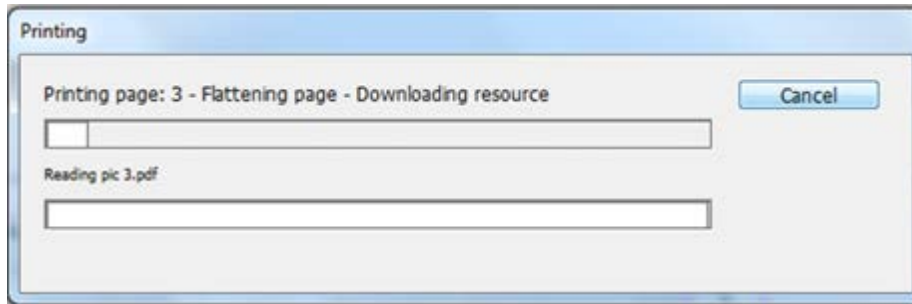 Printing
Printing page: 3 - Flattening page - Downloading resource
Cancel
Reading pic 3.pdf